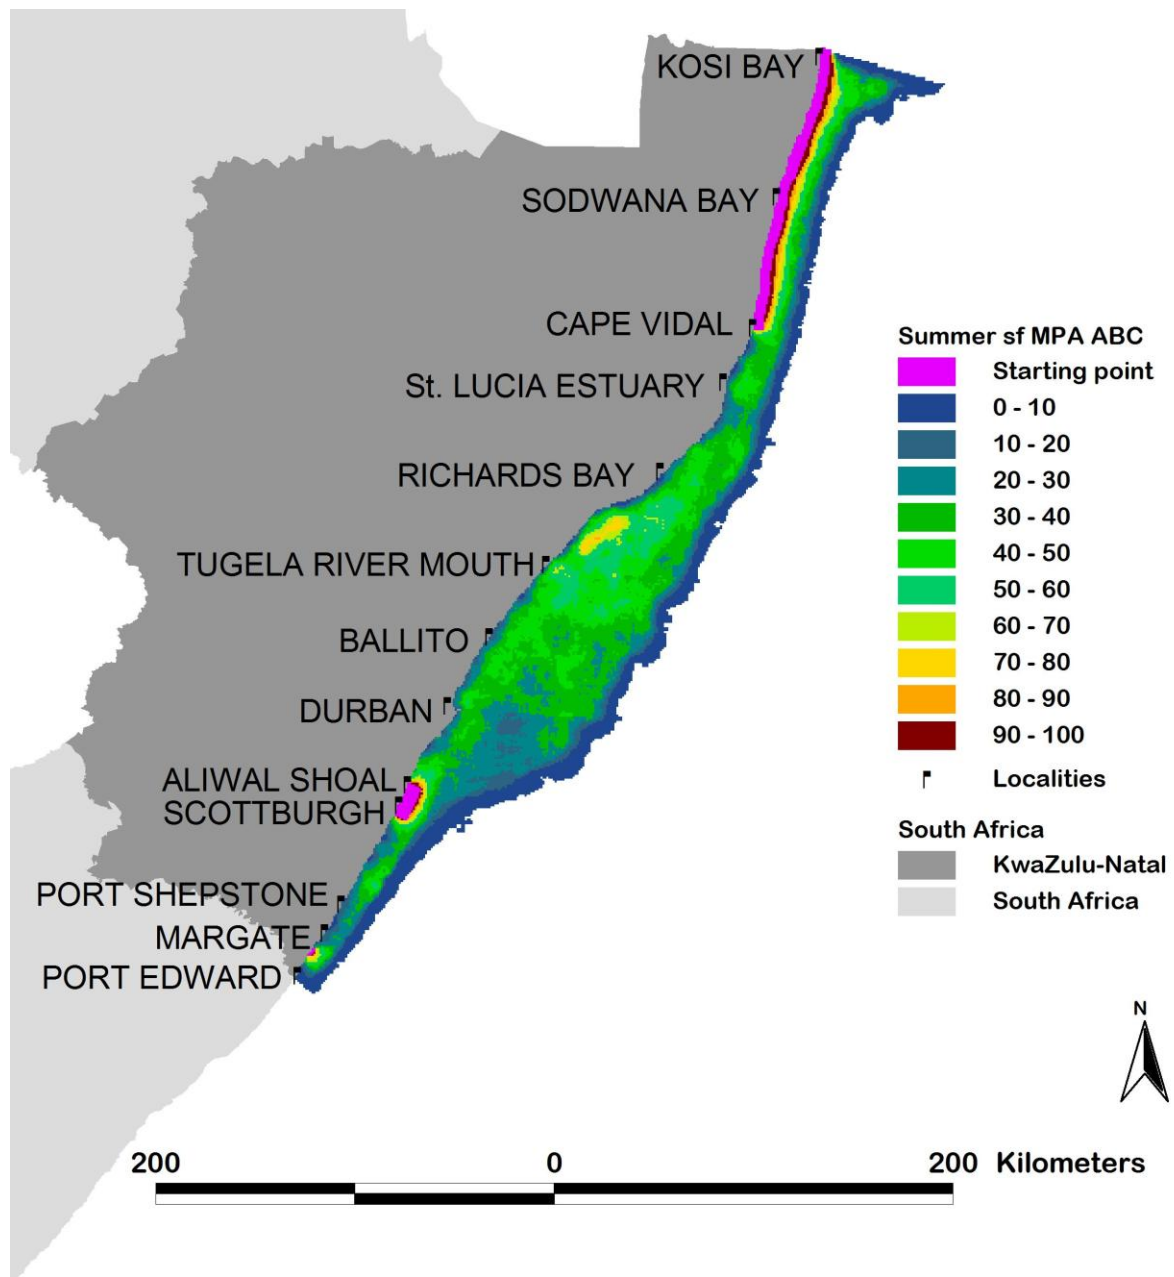 KOSI BAY
SODWANA BAY
CAPE VIDAL
St. LUCIA ESTUARY
RICHARDS BAY
TUGELA RIVER MOUTH
BALLITO
DURBAN
ALIWAL SHOAL
SCOTTBURGH
PORT SHEPSTONE
MARGATE
PORT EDWARD
Summer sf MPA ABC
Starting point
0 - 10
10 - 20
20 - 30
30 - 40
40 - 50
50 - 60
60 - 70
70 - 80
80 - 90
90 - 100
Localities
South Africa
KwaZulu-Natal
South Africa
N
200 0 200 Kilometers